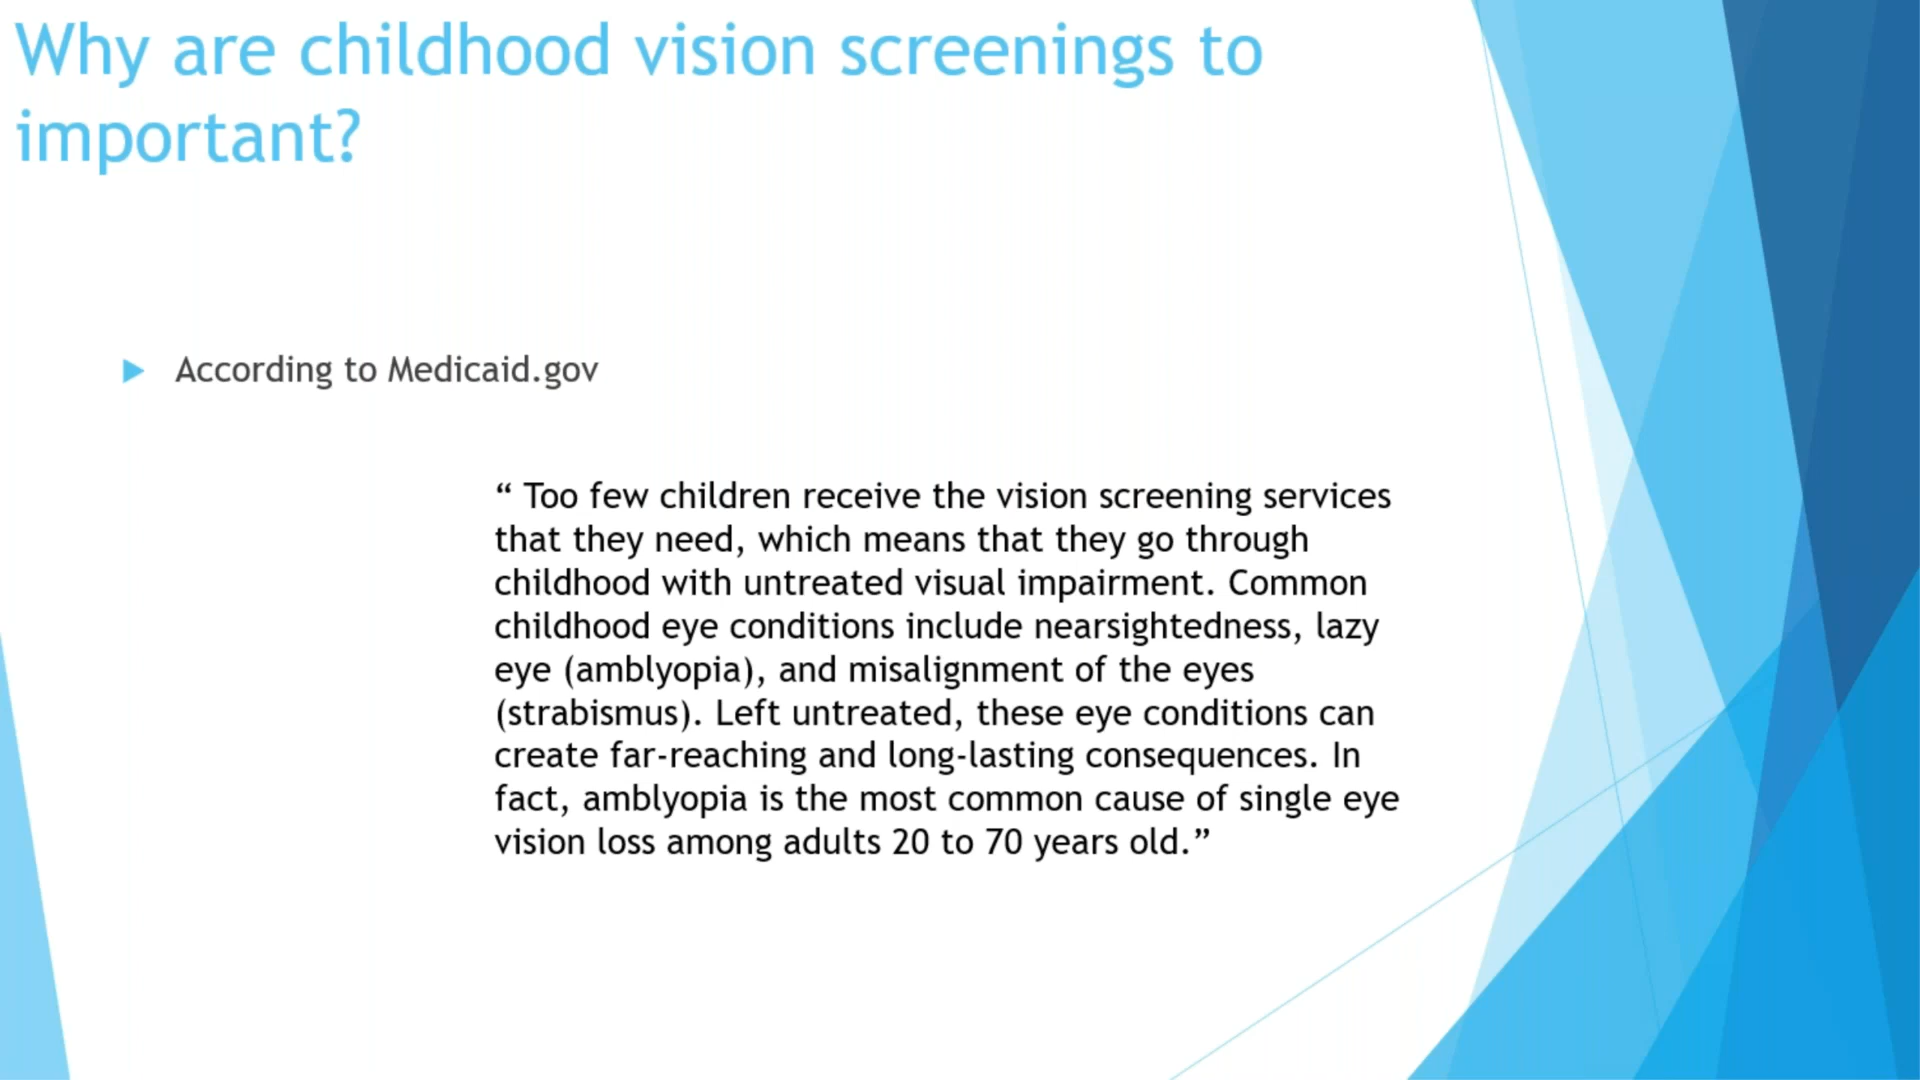 Why are childhood vision screenings to
important?
According to Medicaid.gov
“ Too few children receive the vision screening services
that they need, which means that they go through
childhood with untreated visual impairment. Common
childhood eye conditions include nearsightedness, lazy
eye (amblyopia), and misalignment of the eyes
(strabismus). Left untreated, these eye conditions can
create far-reaching and long-lasting consequences. In
fact, amblyopia is the most common cause of single eye
vision loss among adults 20 to 70 years old.”